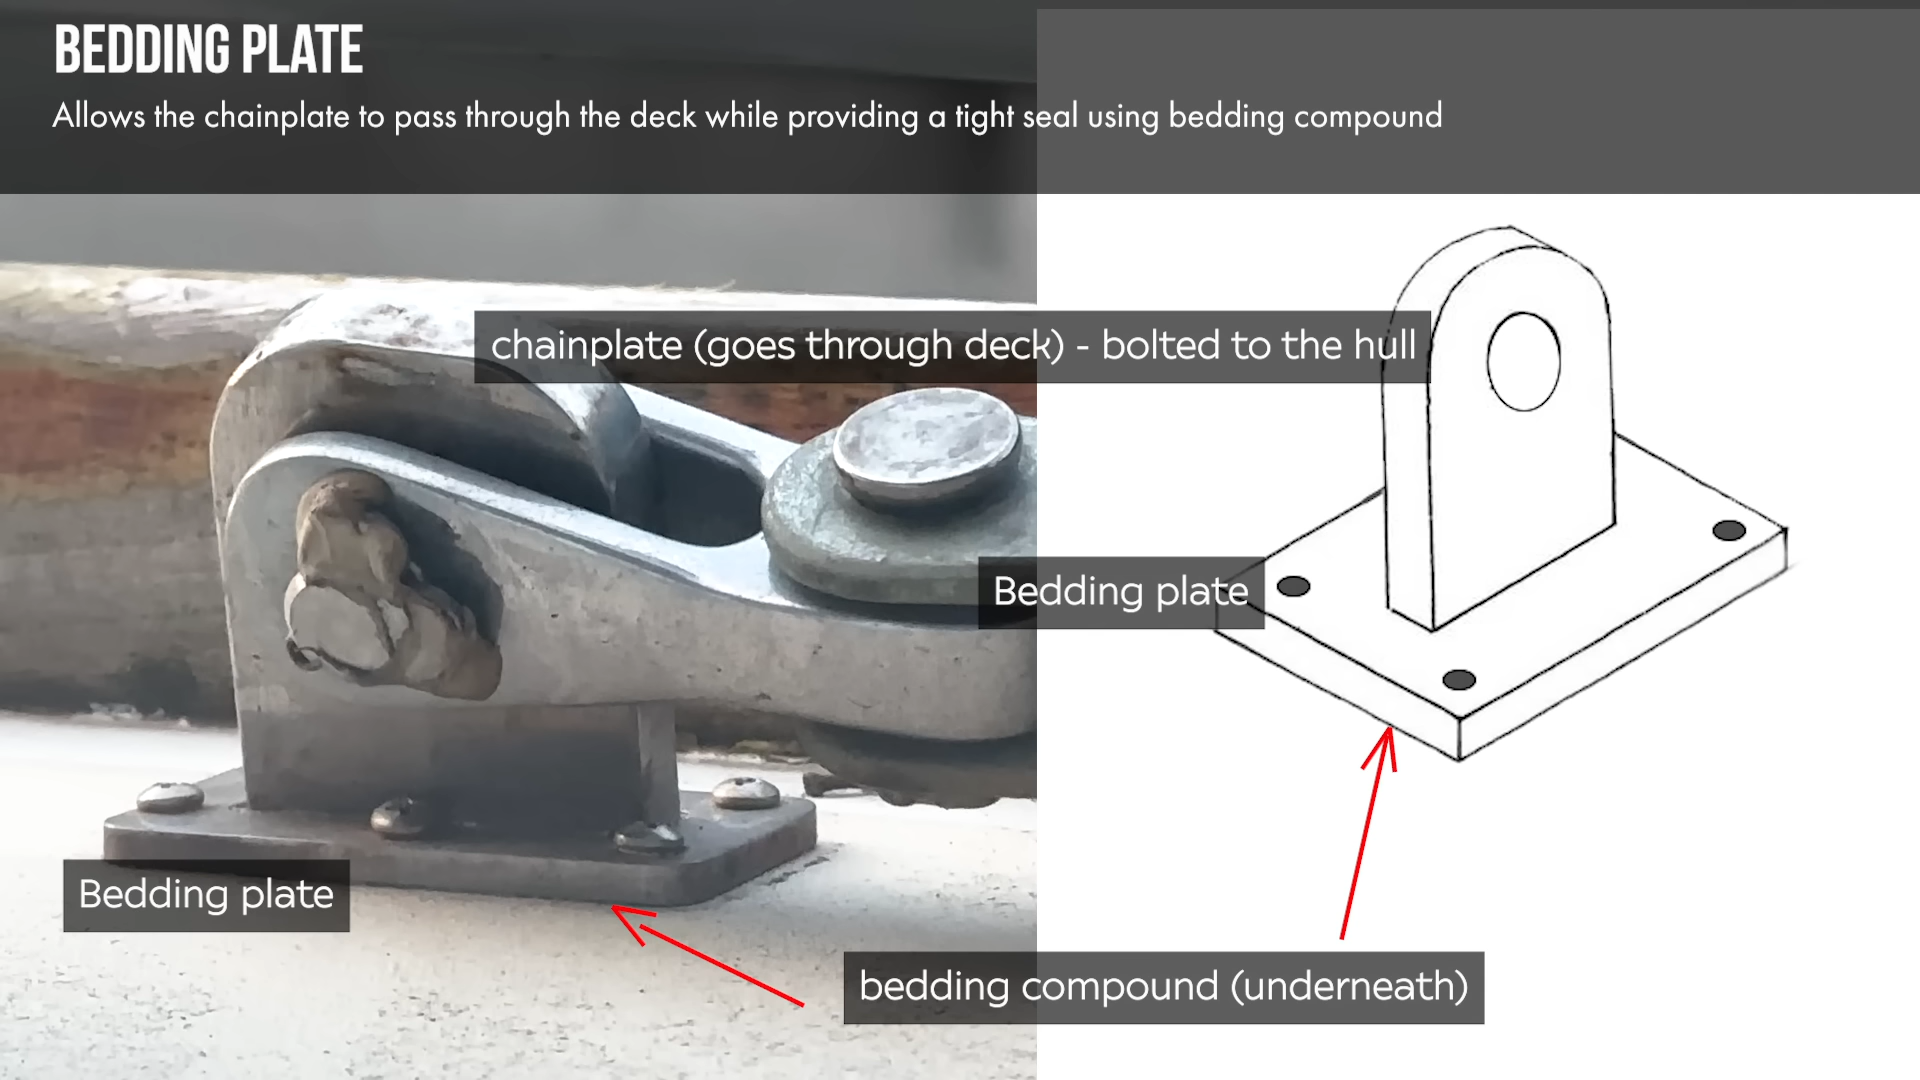 BEDDING PLATE
Allows the chainplate to pass through the deck while providing a tight seal using bedding compound
chainplate (goes through deck) - bolted to the hull
Bedding plate
Bedding plate
bedding compound (underneath)